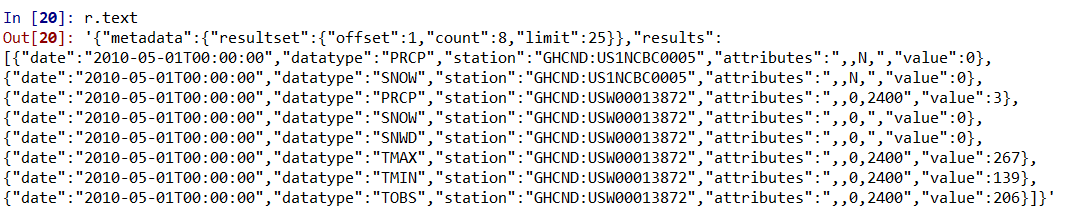 In [20]: r.text
Out[20]: '{"metadata":{"resultset":{"offset":1,"count":8,"limit":25}},"results":
[{"date":"2010-05-01T00:00:00","datatype":"PRCP","station":"GHCND:US1NCBC0005","attributes":",,N,","value":0},
{"date":"2010-05-01T00:00:00","datatype":"SNOW","station":"GHCND:US1NCBC0005","attributes":",,N,","value":0},
{"date":"2010-05-01T00:00:00","datatype":"PRCP","station":"GHCND:USW00013872","attributes":",,0,2400","value":3},
{"date":"2010-05-01T00:00:00","datatype":"SNOW","station":"GHCND:USW00013872","attributes":",,0,","value":0},
{"date":"2010-05-01T00:00:00","datatype":"SNWD","station":"GHCND:USW00013872","attributes":",,0,","value":0},
{"date":"2010-05-01T00:00:00","datatype":"TMAX","station":"GHCND:USW00013872","attributes":",,0,2400","value":267},
{"date":"2010-05-01T00:00:00","datatype":"TMIN","station":"GHCND:USW00013872","attributes":",,0,2400","value":139},
{"date":"2010-05-01T00:00:00","datatype":"TOBS","station":"GHCND:USW00013872","attributes":",,0,2400","value":206}]}'